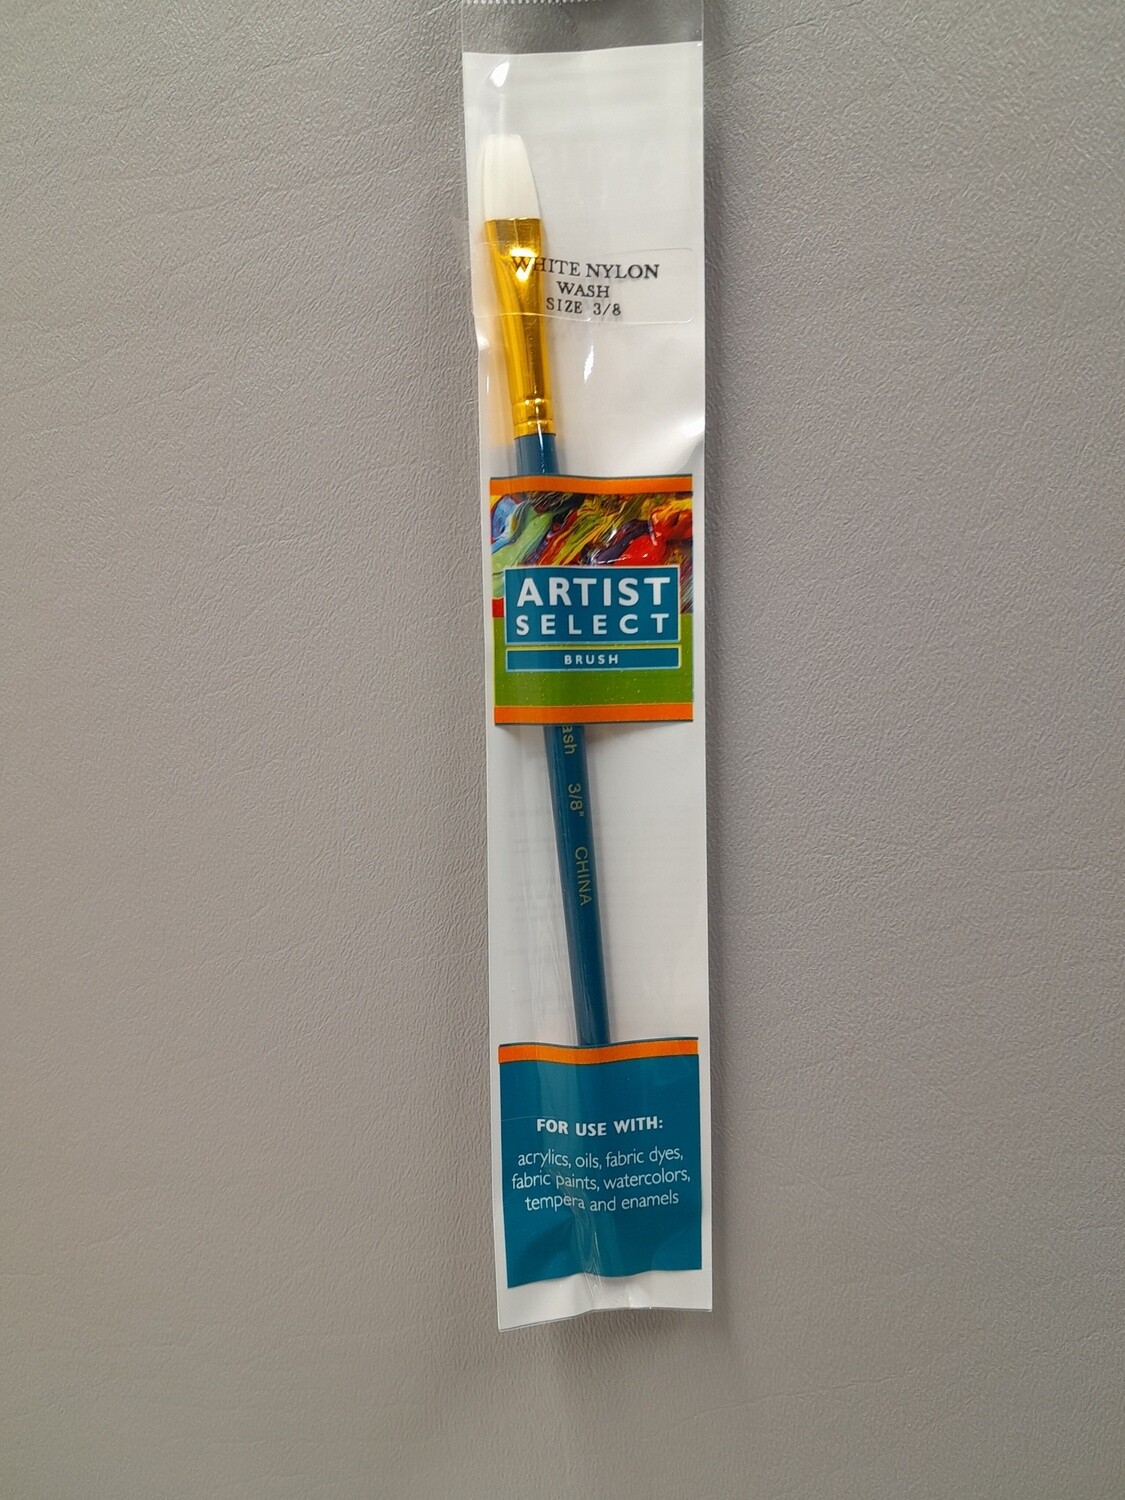 WHITE NYLON
WASH
SIZE 3/8
ARTIST
SELECT
BRUSH
ash 3/8" CHINA
FOR USE WITH:
acrylics, oils, fabric dyes,
fabric paints, watercolors,
tempera and enamels